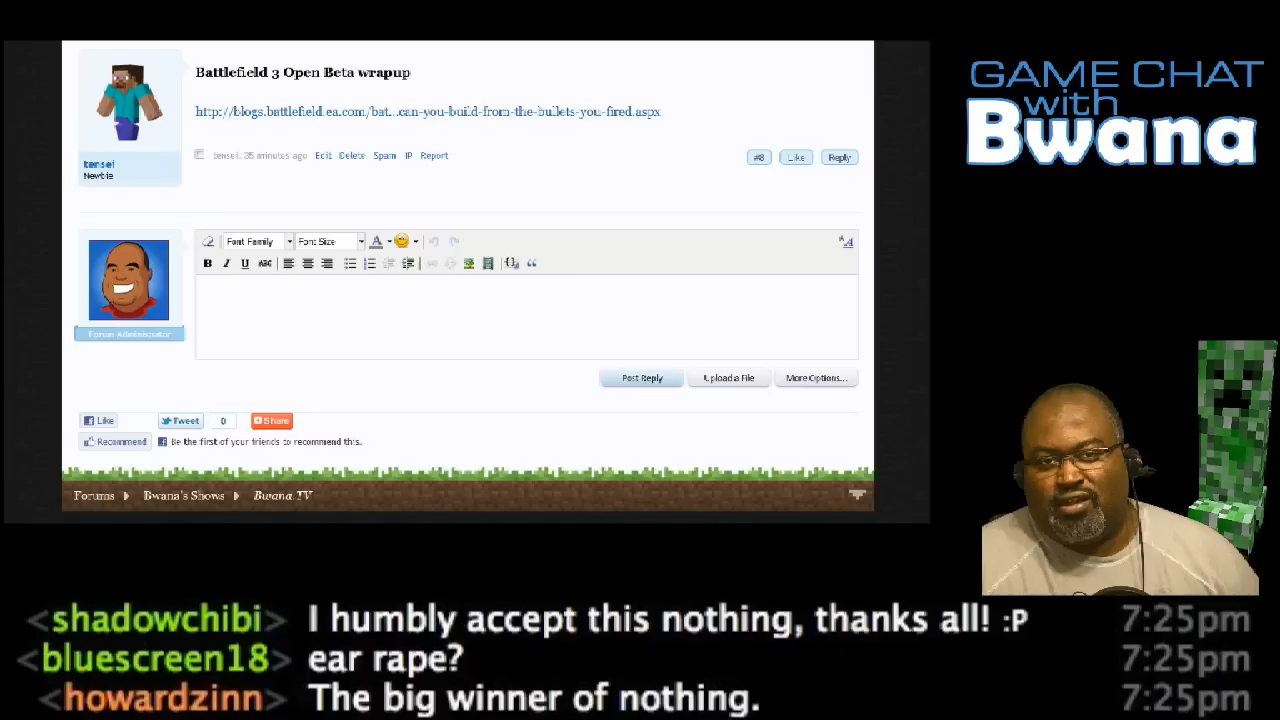 GAME CHAT
with
Bwana
Battlefield 3 Open Beta wrapup
http://blogs.battlefield.ea.com/bat...can-you-build-from-the-bullets-you-fired.aspx
tensei
Newbie
tensei, 35 minutes ago Edit Delete Spam IP Report
#8 Like Reply
Font Family Font Size A
B I U ABC
Forum Administrator
Post Reply Upload a File More Options...
Like Tweet 0 Share
Recommend Be the first of your friends to recommend this.
Forums Bwana's Shows Bwana TV
<shadowchibi> I humbly accept this nothing, thanks all! :P 7:25pm
<bluescreen18> ear rape? 7:25pm
<howardzinn> The big winner of nothing. 7:25pm